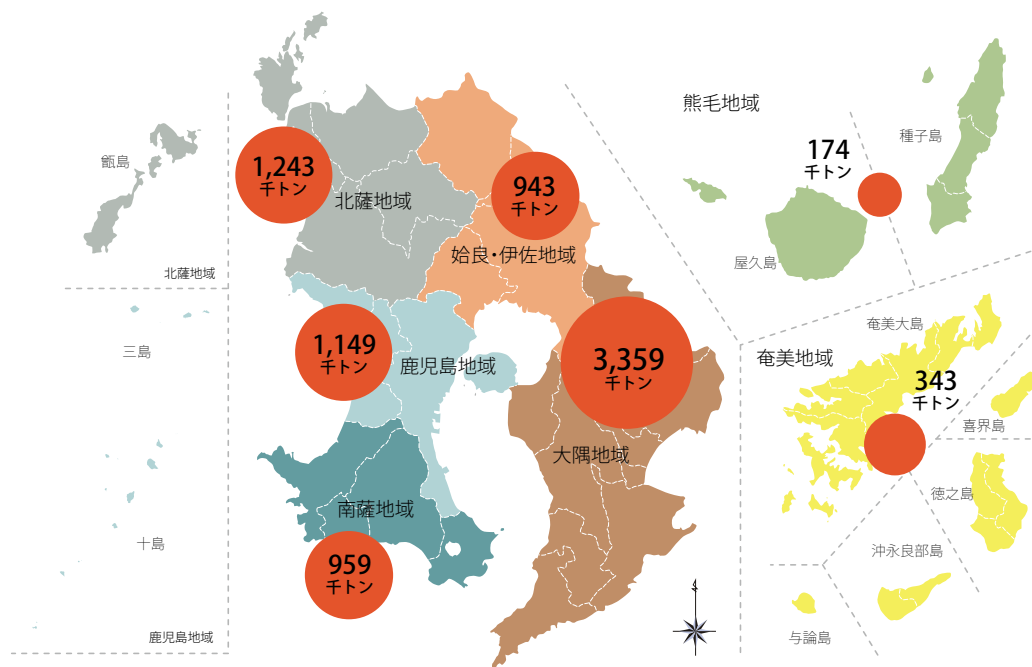 甑島
1,243
千トン
北薩地域
北薩地域
943
千トン
姶良・伊佐地域
三島
1,149
千トン
鹿児島地域
3,359
千トン
大隅地域
南薩地域
959
千トン
十島
鹿児島地域
熊毛地域
174
千トン
種子島
屋久島
奄美大島
奄美地域
343
千トン
喜界島
徳之島
沖永良部島
与論島